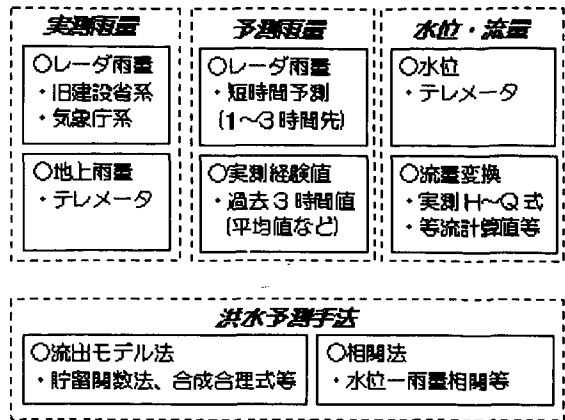 実測雨量
○レーダ雨量
・旧建設省系
・気象庁系
○地上雨量
・テレメータ
予測雨量
○レーダ雨量
・短時間予測
(1～3時間先)
○実測経験値
・過去3時間値
(平均値など)
水位・流量
○水位
・テレメータ
○流量変換
・実測H～Q式
・等流計算値等
洪水予測手法
○流出モデル法
・貯留関数法、合成合理式等
○相関法
・水位ー雨量相関等